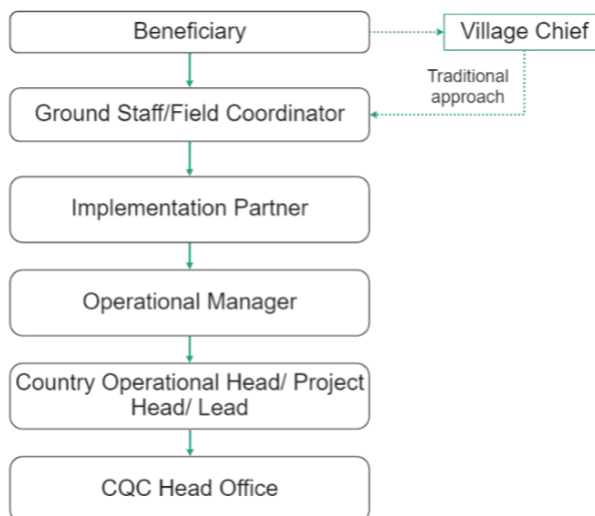 Beneficiary
Village Chief
Traditional
approach
Ground Staff/Field Coordinator
Implementation Partner
Operational Manager
Country Operational Head/ Project
Head/ Lead
CQC Head Office